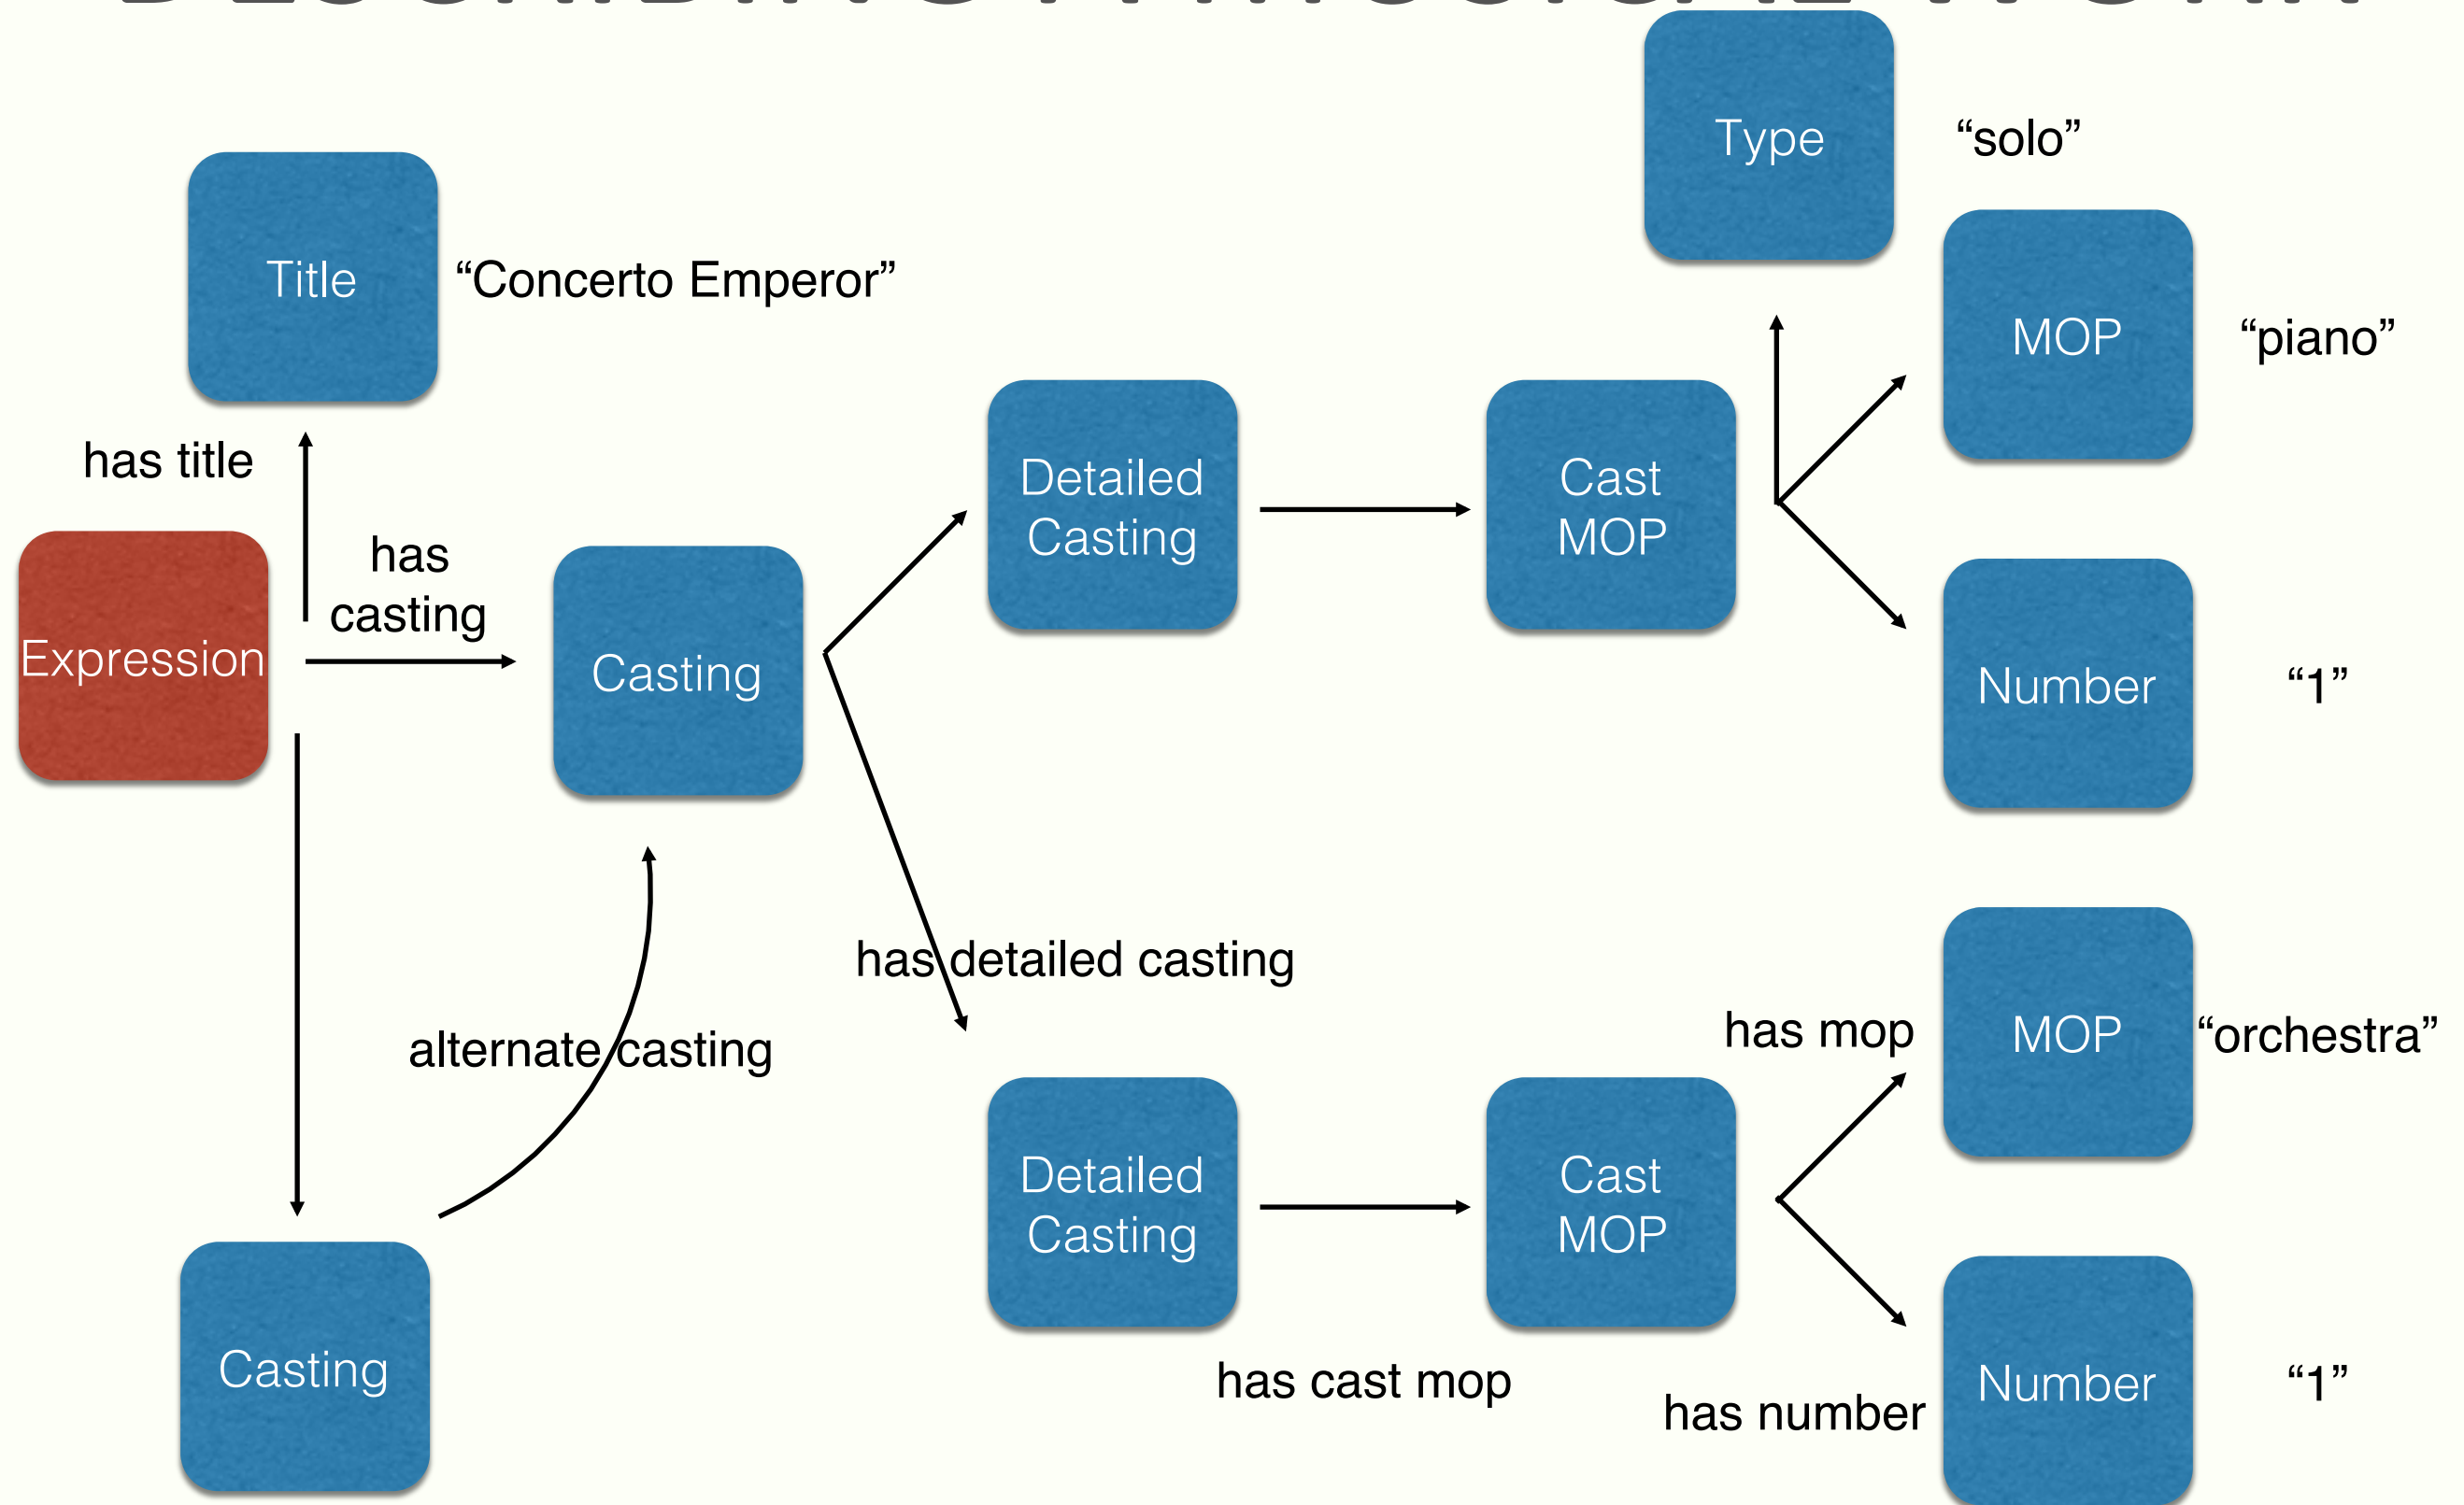 Type
“solo”
Title
“Concerto Emperor”
MOP
“piano”
has title
Detailed
Casting
Cast
MOP
has
casting
Expression
Casting
Number
“1”
has detailed casting
alternate casting
has mop
MOP
“orchestra”
Detailed
Casting
Cast
MOP
Casting
has cast mop
has number
Number
“1”